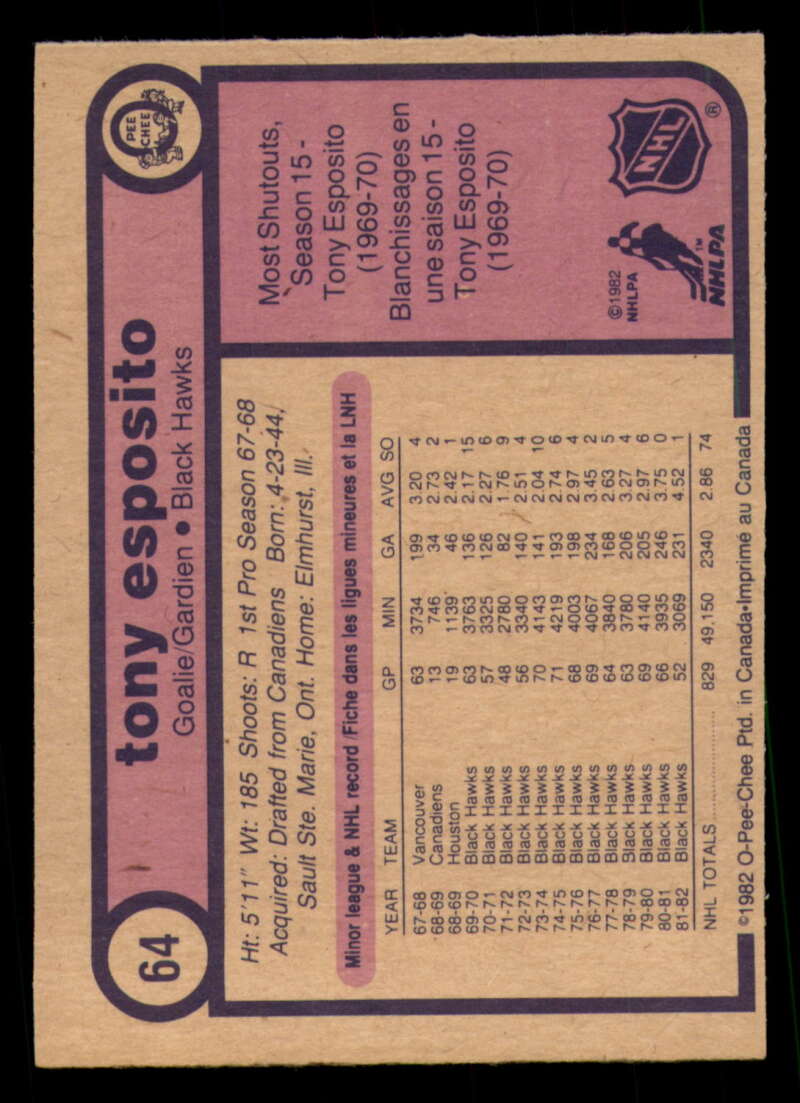 64
tony esposito
Goalie/Gardien • Black Hawks
PEE
CHEE
Ht: 5'11" Wt: 185 Shoots: R 1st Pro Season 67-68
Acquired: Drafted from Canadiens Born: 4-23-44,
Sault Ste. Marie, Ont. Home: Elmhurst, Ill.
Minor league & NHL record/Fiche dans les ligues mineures et la LNH
YEAR TEAM GP MIN GA AVG SO
67-68 Vancouver 63 3734 199 3.20 4
68-69 Canadiens 13 746 34 2.73 2
68-69 Houston 19 1139 46 2.42 1
69-70 Black Hawks 63 3763 136 2.17 15
70-71 Black Hawks 57 3325 126 2.27 6
71-72 Black Hawks 48 2780 82 1.76 9
72-73 Black Hawks 56 3340 140 2.51 4
73-74 Black Hawks 70 4143 141 2.04 10
74-75 Black Hawks 71 4219 193 2.74 6
75-76 Black Hawks 68 4003 198 2.97 4
76-77 Black Hawks 69 4067 234 3.45 2
77-78 Black Hawks 64 3840 168 2.63 5
78-79 Black Hawks 63 3780 206 3.27 4
79-80 Black Hawks 69 4140 205 2.97 6
80-81 Black Hawks 66 3935 246 3.75 0
81-82 Black Hawks 52 3069 231 4.52 1
NHL TOTALS .................... 829 49,150 2340 2.86 74
©1982 O-Pee-Chee Ptd. in Canada•Imprimé au Canada
Most Shutouts,
Season 15 -
Tony Esposito
(1969-70)
Blanchissages en
une saison 15 -
Tony Esposito
(1969-70)
©1982
NHLPA
NHL
®
™
NHLPA